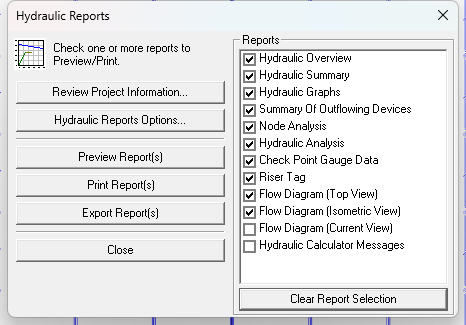 Hydraulic Reports
Check one or more reports to
Preview/Print.
Review Project Information...
Hydraulic Reports Options...
Preview Report(s)
Print Report(s)
Export Report(s)
Close
Reports
Hydraulic Overview
Hydraulic Summary
Hydraulic Graphs
Summary Of Outflowing Devices
Node Analysis
Hydraulic Analysis
Check Point Gauge Data
Riser Tag
Flow Diagram (Top View)
Flow Diagram (Isometric View)
Flow Diagram (Current View)
Hydraulic Calculator Messages
Clear Report Selection